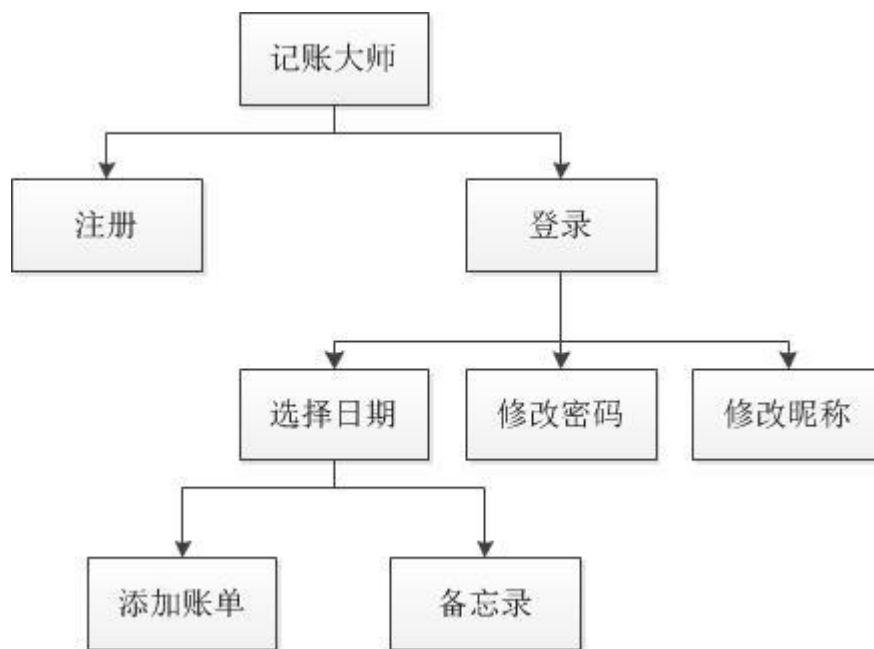 记账大师
注册
登录
选择日期
修改密码
修改昵称
添加账单
备忘录